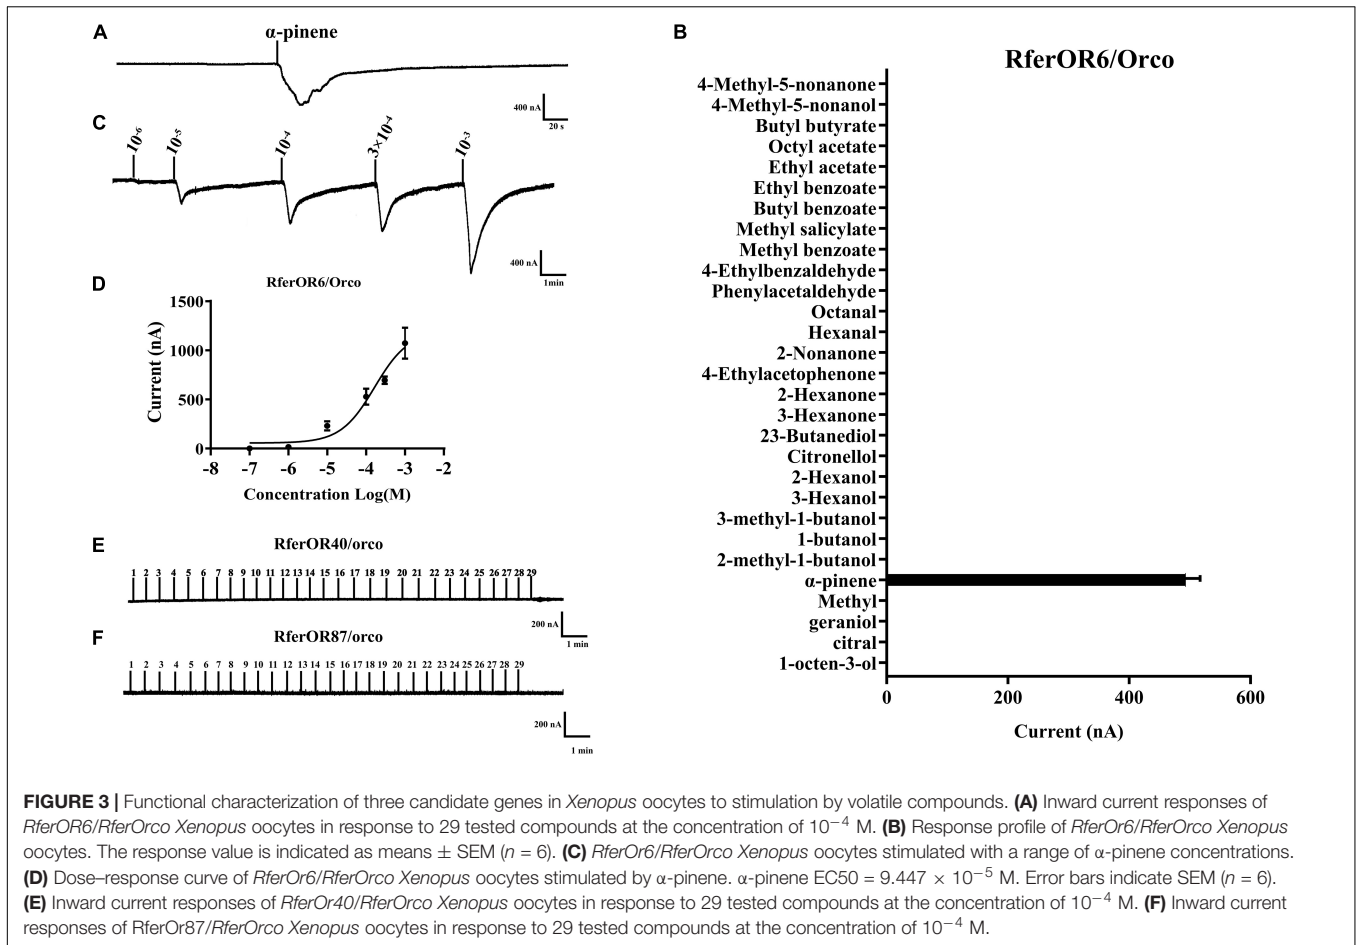 A
α-pinene
400 nA
20 s
C
10-6
10-5
10-4
3×10-4
10-3
400 nA
1min
D
RferOR6/Orco
Current (nA)
1500
1000
500
0
-8 -7 -6 -5 -4 -3 -2
Concentration Log(M)
E
RferOR40/orco
1 2 3 4 5 6 7 8 9 10 11 12 13 14 15 16 17 18 19 20 21 22 23 24 25 26 27 28 29
200 nA
1 min
F
RferOR87/orco
1 2 3 4 5 6 7 8 9 10 11 12 13 14 15 16 17 18 19 20 21 22 23 24 25 26 27 28 29
200 nA
1 min
B
RferOR6/Orco
4-Methyl-5-nonanone
4-Methyl-5-nonanol
Butyl butyrate
Octyl acetate
Ethyl acetate
Ethyl benzoate
Butyl benzoate
Methyl salicylate
Methyl benzoate
4-Ethylbenzaldehyde
Phenylacetaldehyde
Octanal
Hexanal
2-Nonanone
4-Ethylacetophenone
2-Hexanone
3-Hexanone
23-Butanediol
Citronellol
2-Hexanol
3-Hexanol
3-methyl-1-butanol
1-butanol
2-methyl-1-butanol
α-pinene
Methyl
geraniol
citral
1-octen-3-ol
0 200 400 600
Current (nA)
FIGURE 3 | Functional characterization of three candidate genes in Xenopus oocytes to stimulation by volatile compounds. (A) Inward current responses of
RferOR6/RferOrco Xenopus oocytes in response to 29 tested compounds at the concentration of 10−4 M. (B) Response profile of RferOr6/RferOrco Xenopus
oocytes. The response value is indicated as means ± SEM (n = 6). (C) RferOr6/RferOrco Xenopus oocytes stimulated with a range of α-pinene concentrations.
(D) Dose–response curve of RferOr6/RferOrco Xenopus oocytes stimulated by α-pinene. α-pinene EC50 = 9.447 × 10−5 M. Error bars indicate SEM (n = 6).
(E) Inward current responses of RferOr40/RferOrco Xenopus oocytes in response to 29 tested compounds at the concentration of 10−4 M. (F) Inward current
responses of RferOr87/RferOrco Xenopus oocytes in response to 29 tested compounds at the concentration of 10−4 M.